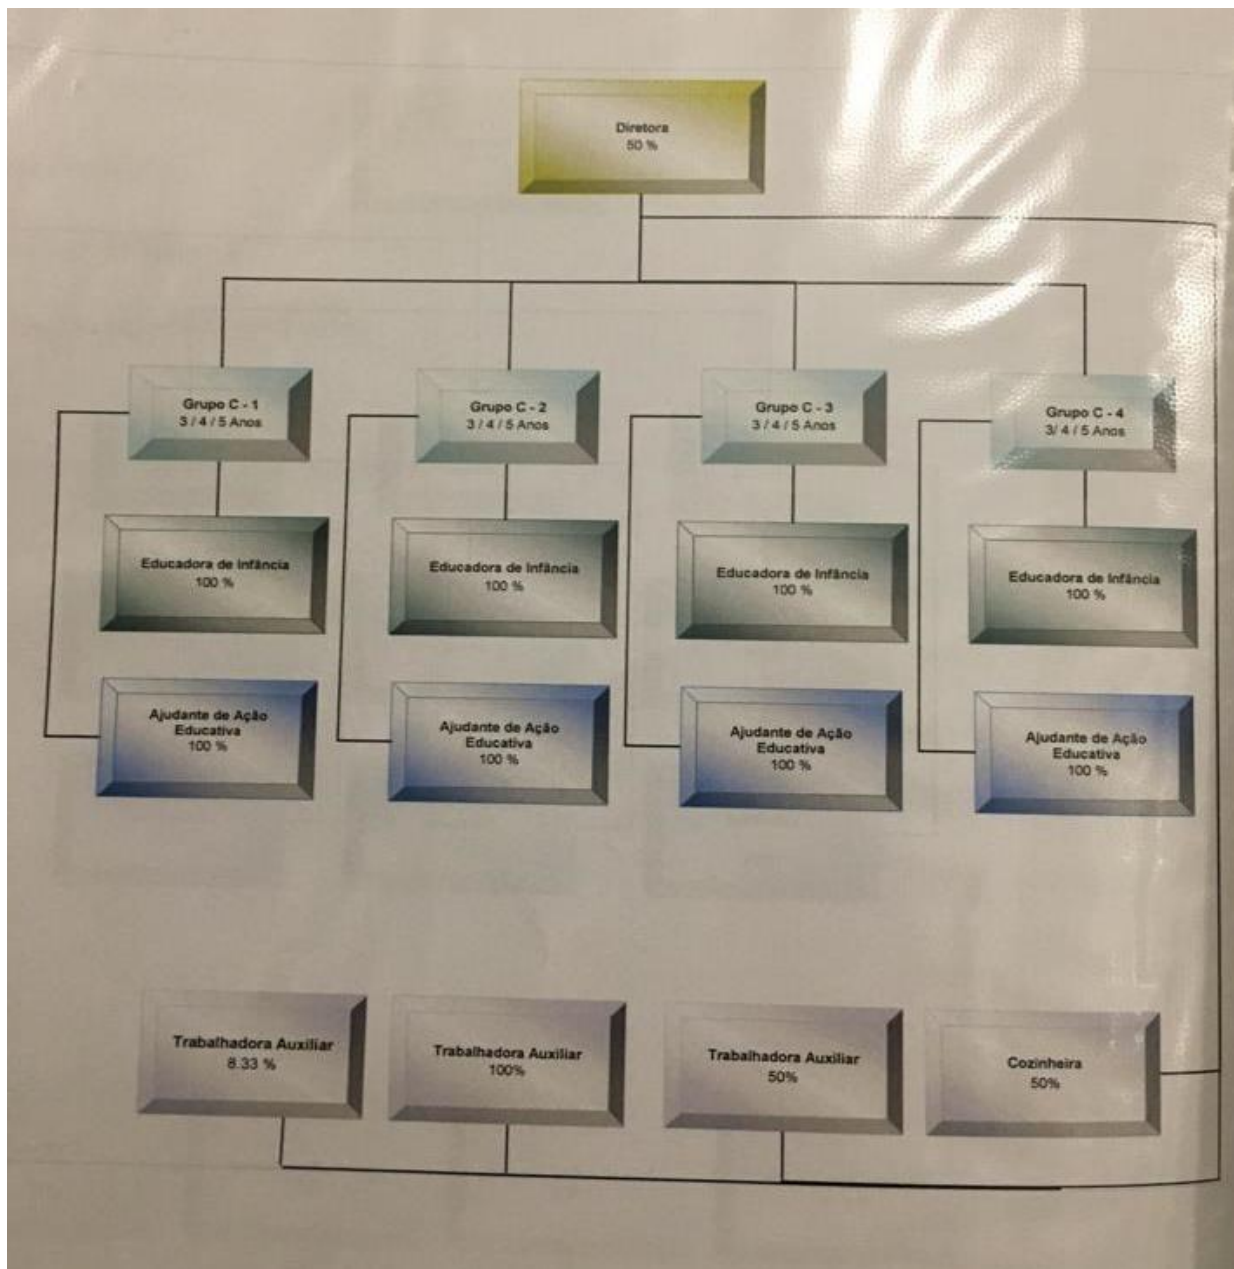 Diretora
50 %
Grupo C - 1
3 / 4 / 5 Anos
Grupo C - 2
3 / 4 / 5 Anos
Grupo C - 3
3 / 4 / 5 Anos
Grupo C - 4
3/ 4 / 5 Anos
Educadora de Infância
100 %
Educadora de Infância
100 %
Educadora de Infância
100 %
Educadora de Infância
100 %
Ajudante de Ação
Educativa
100 %
Ajudante de Ação
Educativa
100 %
Ajudante de Ação
Educativa
100 %
Ajudante de Ação
Educativa
100 %
Trabalhadora Auxiliar
8.33 %
Trabalhadora Auxiliar
100%
Trabalhadora Auxiliar
50%
Cozinheira
50%